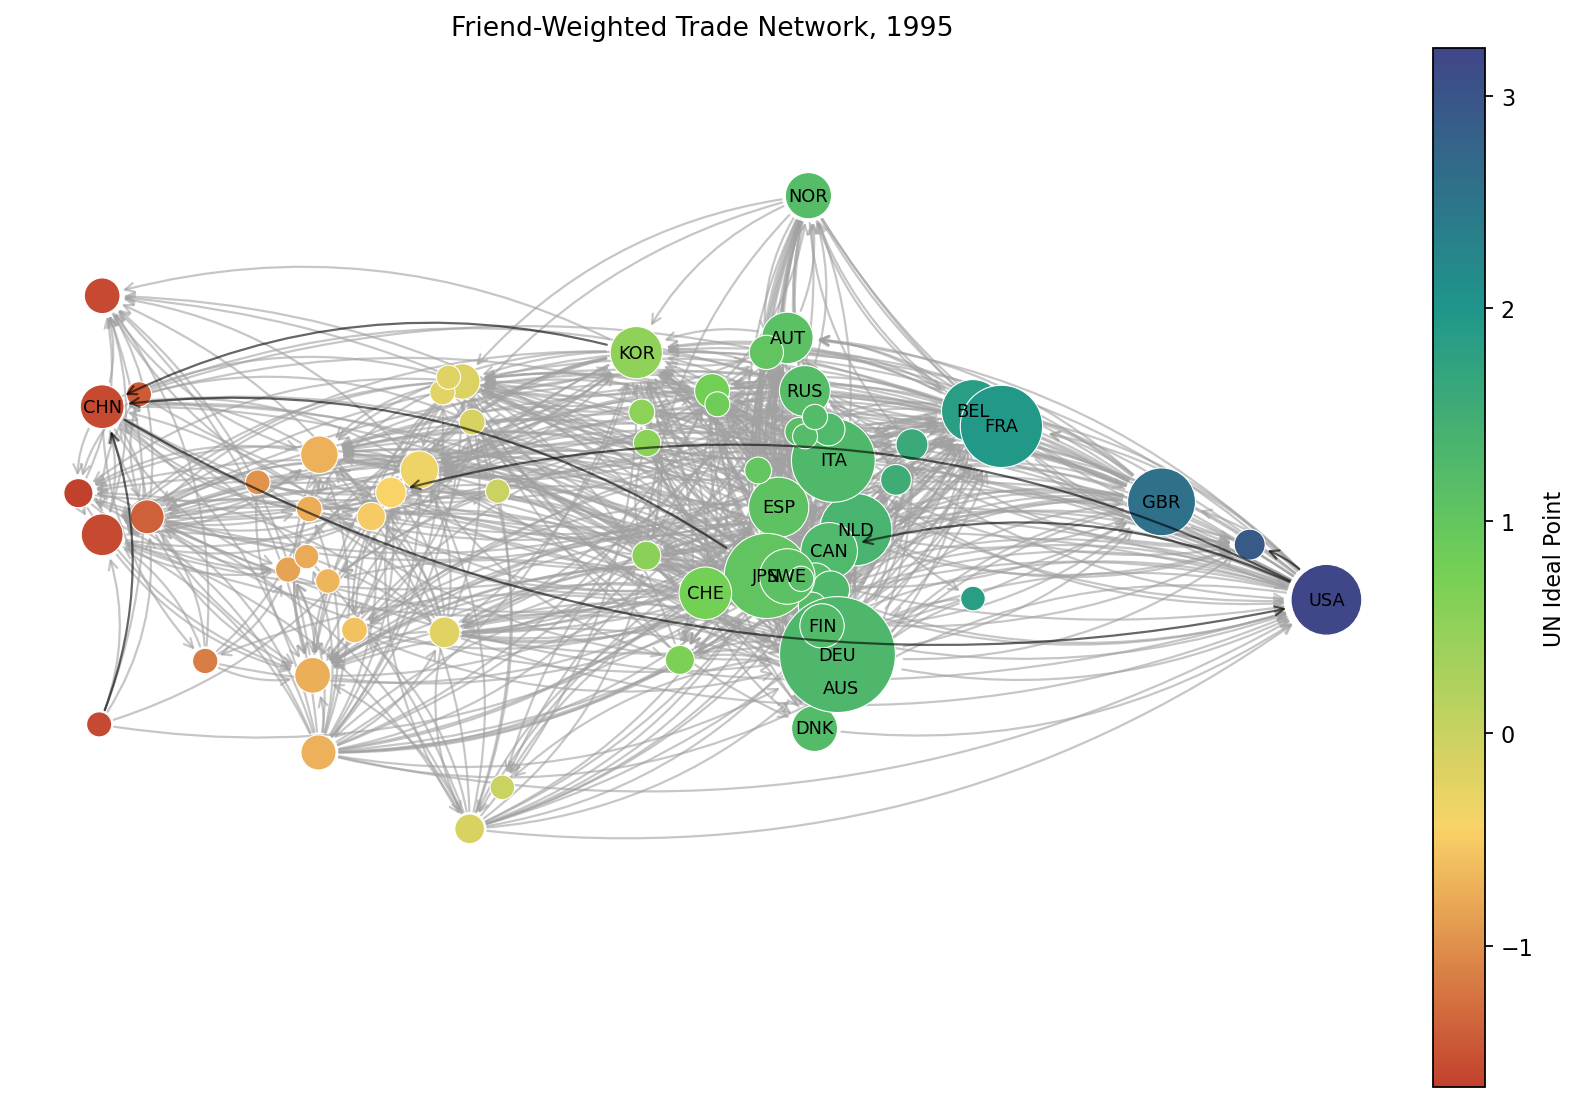 Friend-Weighted Trade Network, 1995
NOR
AUT
KOR
RUS
CHN
BEL
FRA
ITA
ESP
GBR
NLD
CAN
JPN
SWE
CHE
USA
FIN
DEU
AUS
DNK
3
2
1
0
−1
UN Ideal Point